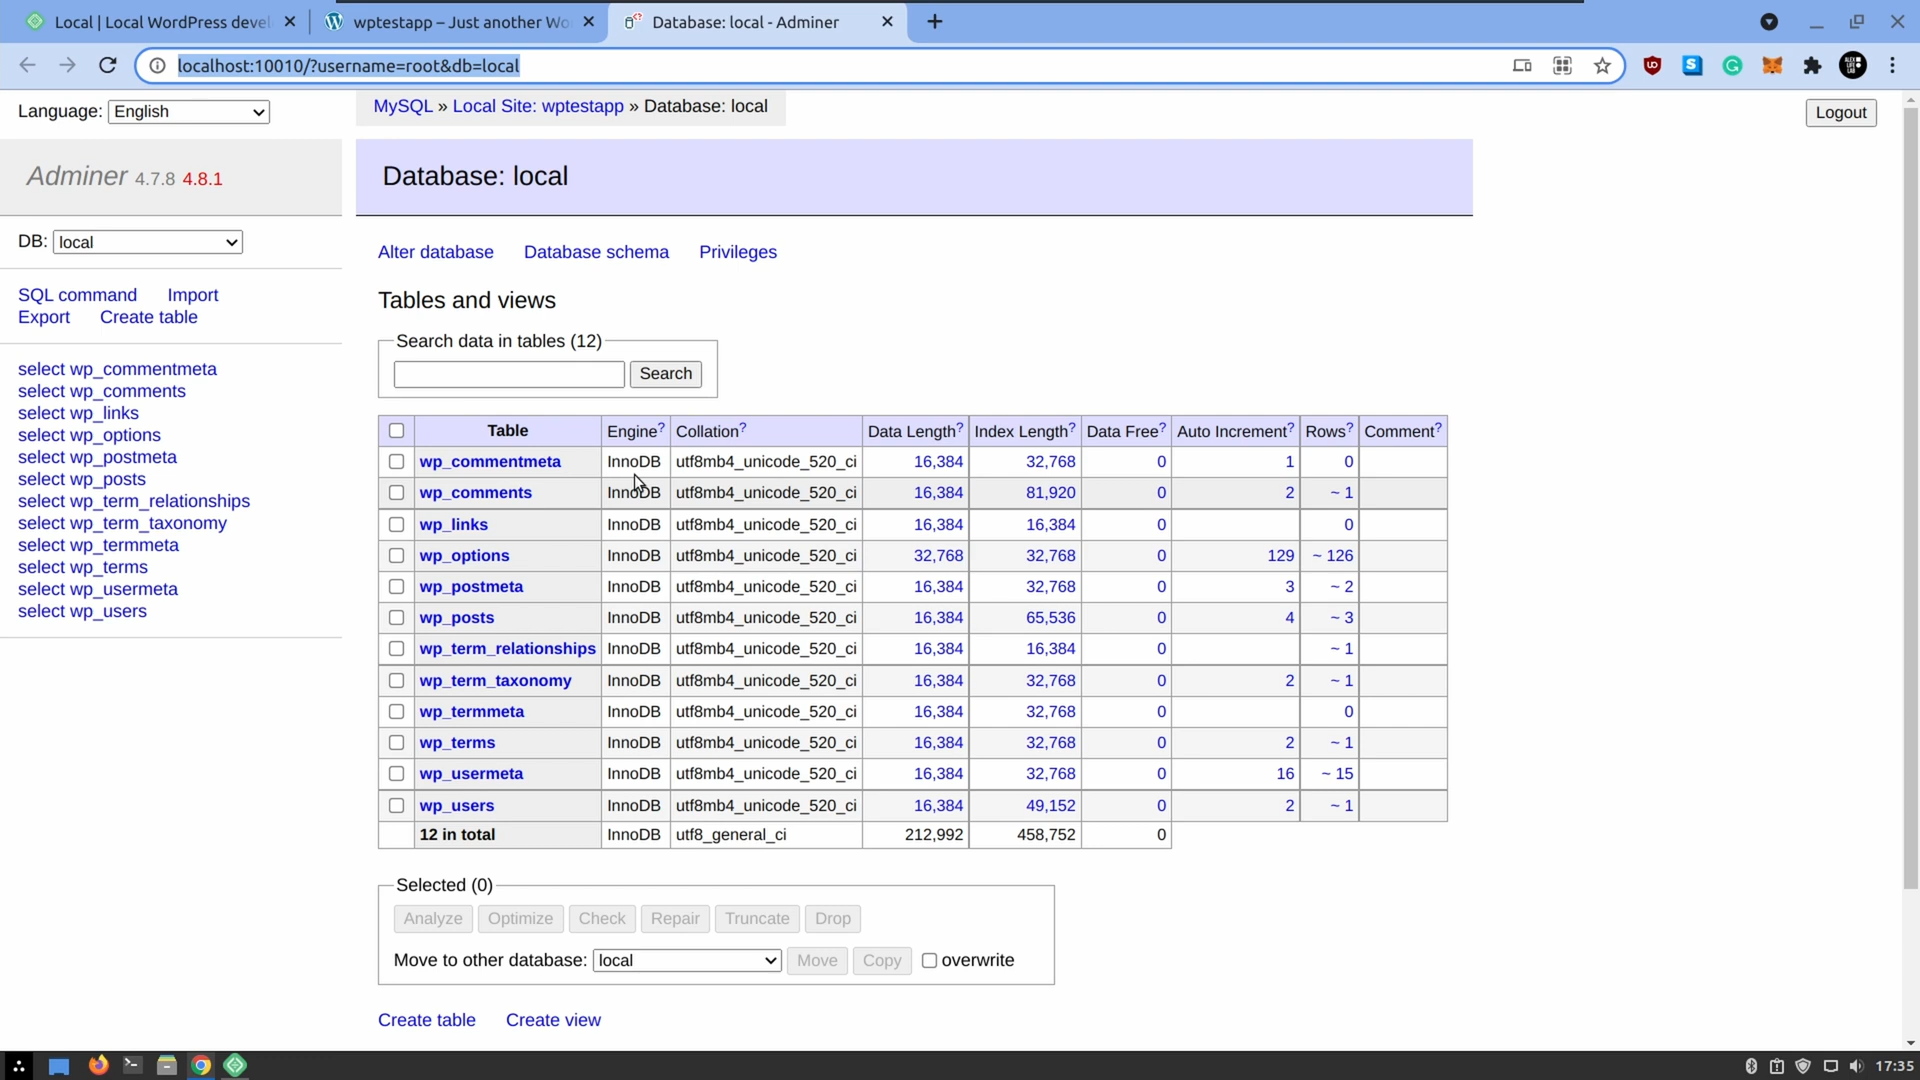 Local | Local WordPress devel
wptestapp – Just another Wo
Database: local - Adminer
localhost:10010/?username=root&db=local
Language: English
MySQL » Local Site: wptestapp » Database: local
Logout
Adminer 4.7.8 4.8.1
Database: local
DB: local
Alter database Database schema Privileges
SQL command Import
Export Create table
Tables and views
Search data in tables (12)
Search
select wp_commentmeta
select wp_comments
select wp_links
select wp_options
select wp_postmeta
select wp_posts
select wp_term_relationships
select wp_term_taxonomy
select wp_termmeta
select wp_terms
select wp_usermeta
select wp_users
Table Engine? Collation? Data Length? Index Length? Data Free? Auto Increment? Rows? Comment?
wp_commentmeta InnoDB utf8mb4_unicode_520_ci 16,384 32,768 0 1 0
wp_comments InnoDB utf8mb4_unicode_520_ci 16,384 81,920 0 2 ~ 1
wp_links InnoDB utf8mb4_unicode_520_ci 16,384 16,384 0 0
wp_options InnoDB utf8mb4_unicode_520_ci 32,768 32,768 0 129 ~ 126
wp_postmeta InnoDB utf8mb4_unicode_520_ci 16,384 32,768 0 3 ~ 2
wp_posts InnoDB utf8mb4_unicode_520_ci 16,384 65,536 0 4 ~ 3
wp_term_relationships InnoDB utf8mb4_unicode_520_ci 16,384 16,384 0 ~ 1
wp_term_taxonomy InnoDB utf8mb4_unicode_520_ci 16,384 32,768 0 2 ~ 1
wp_termmeta InnoDB utf8mb4_unicode_520_ci 16,384 32,768 0 0
wp_terms InnoDB utf8mb4_unicode_520_ci 16,384 32,768 0 2 ~ 1
wp_usermeta InnoDB utf8mb4_unicode_520_ci 16,384 32,768 0 16 ~ 15
wp_users InnoDB utf8mb4_unicode_520_ci 16,384 49,152 0 2 ~ 1
12 in total InnoDB utf8_general_ci 212,992 458,752 0
Selected (0)
Analyze Optimize Check Repair Truncate Drop
Move to other database: local Move Copy overwrite
Create table Create view
17:35